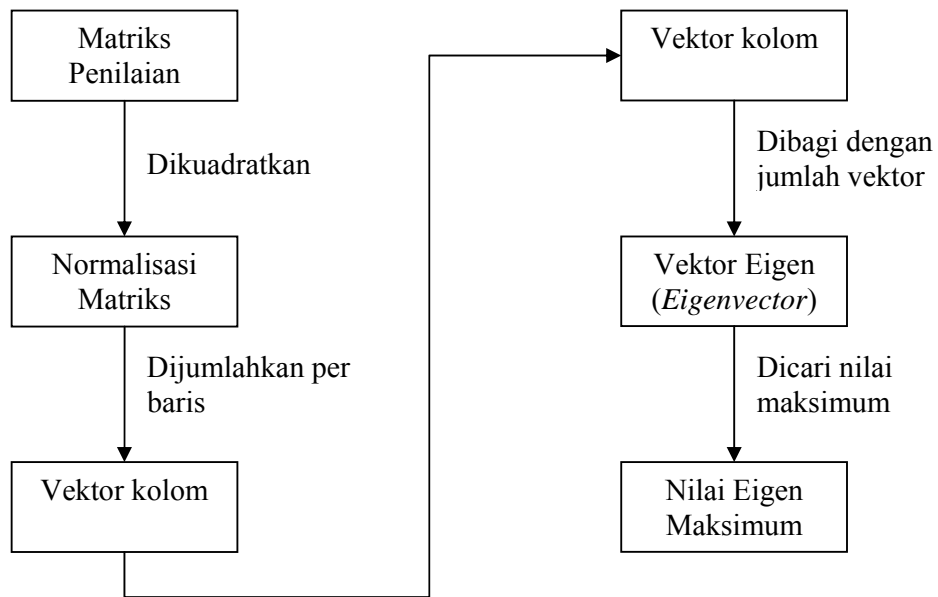 Matriks
Penilaian
Dikuadratkan
Normalisasi
Matriks
Dijumlahkan per
baris
Vektor kolom
Vektor kolom
Dibagi dengan
jumlah vektor
Vektor Eigen
(Eigenvector)
Dicari nilai
maksimum
Nilai Eigen
Maksimum